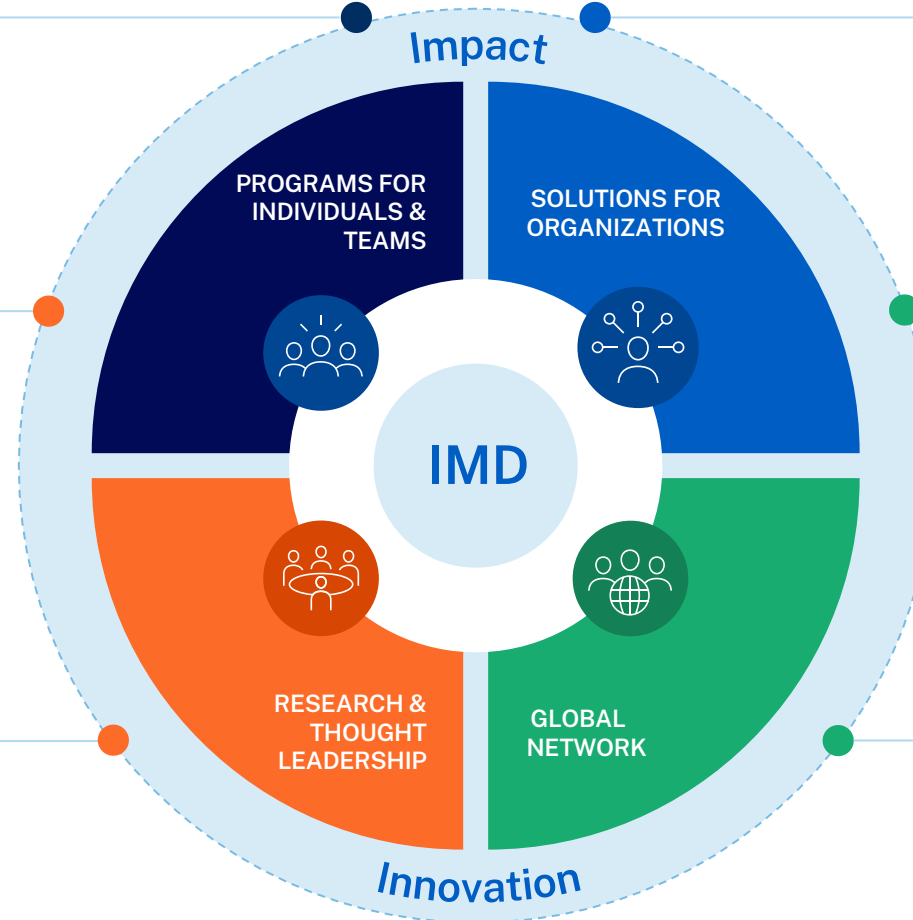 Impact
PROGRAMS FOR
INDIVIDUALS &
TEAMS
SOLUTIONS FOR
ORGANIZATIONS
IMD
RESEARCH &
THOUGHT
LEADERSHIP
GLOBAL
NETWORK
Innovation